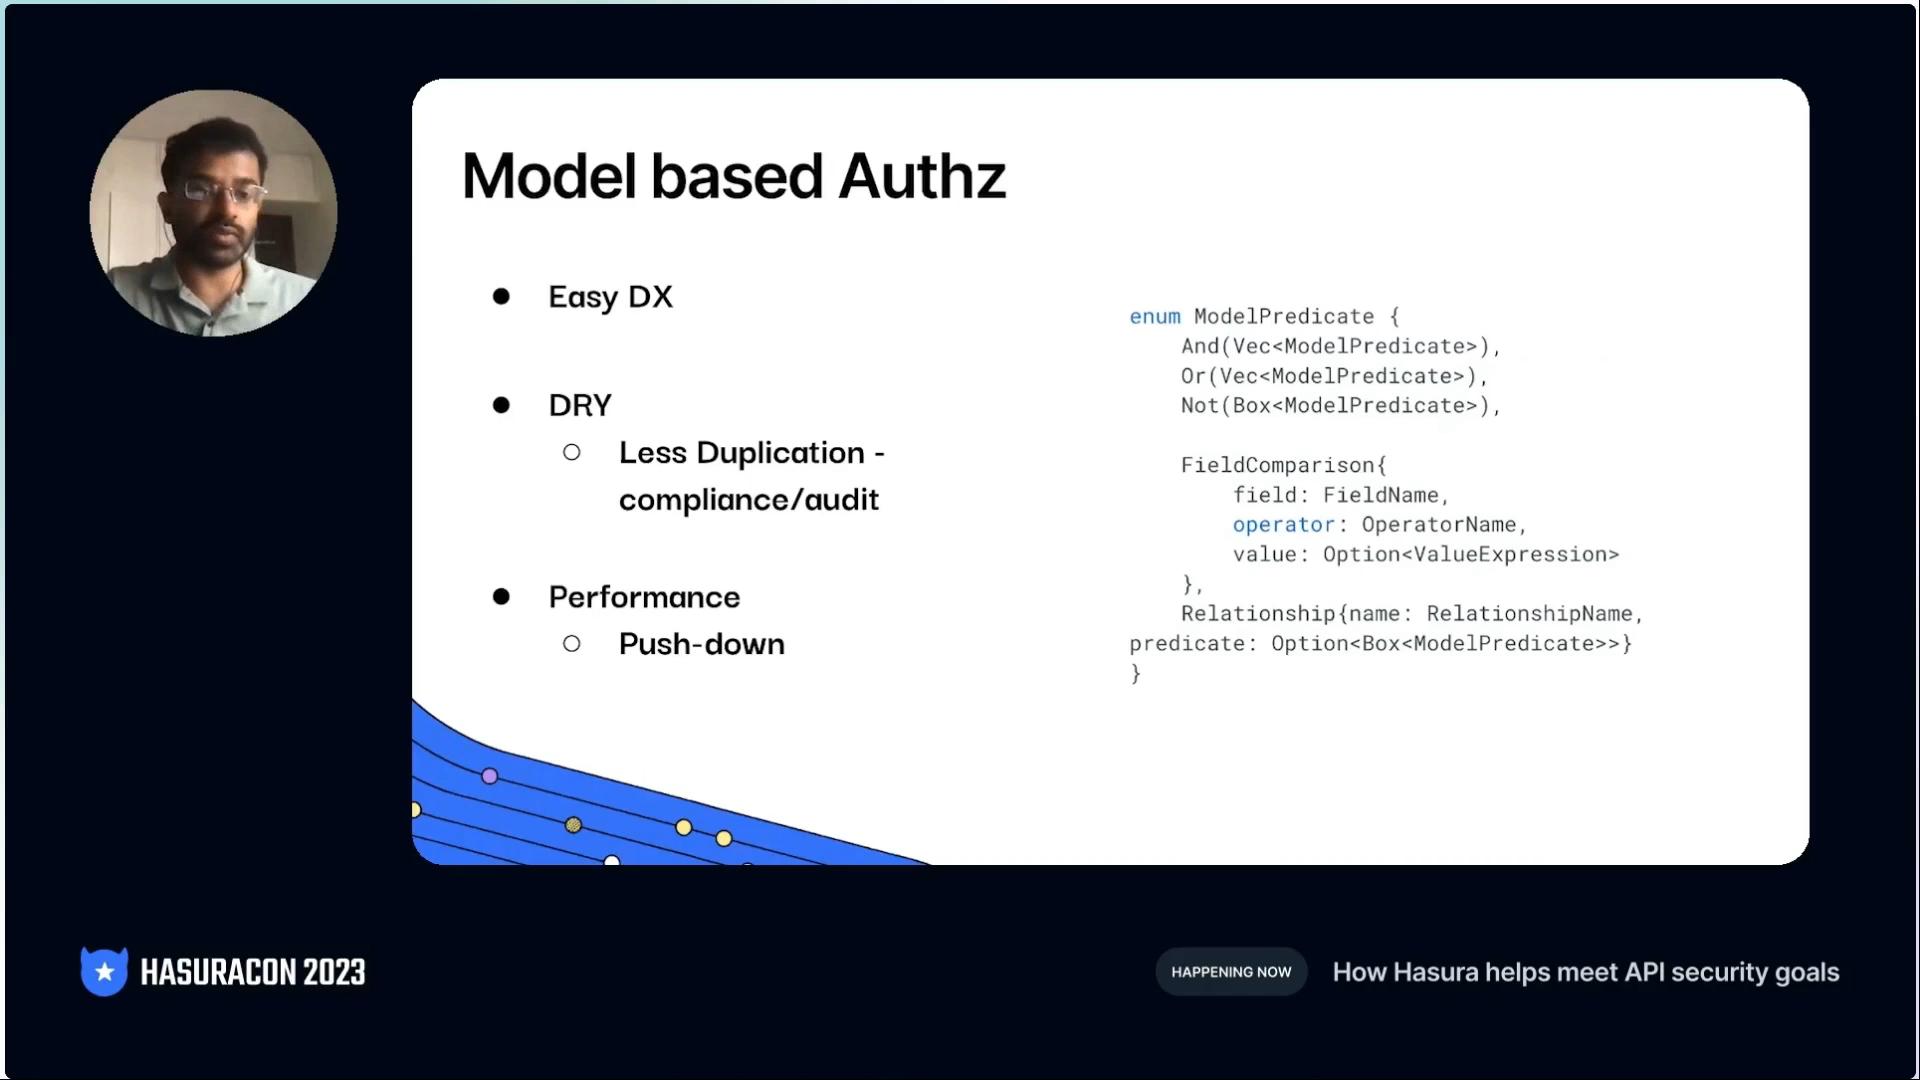 Model based Authz
● Easy DX
● DRY
○ Less Duplication -
compliance/audit
● Performance
○ Push-down
enum ModelPredicate {
    And(Vec<ModelPredicate>),
    Or(Vec<ModelPredicate>),
    Not(Box<ModelPredicate>),
    FieldComparison{
        field: FieldName,
        operator: OperatorName,
        value: Option<ValueExpression>
    },
    Relationship{name: RelationshipName,
predicate: Option<Box<ModelPredicate>>}
}
HASURACON 2023
HAPPENING NOW
How Hasura helps meet API security goals